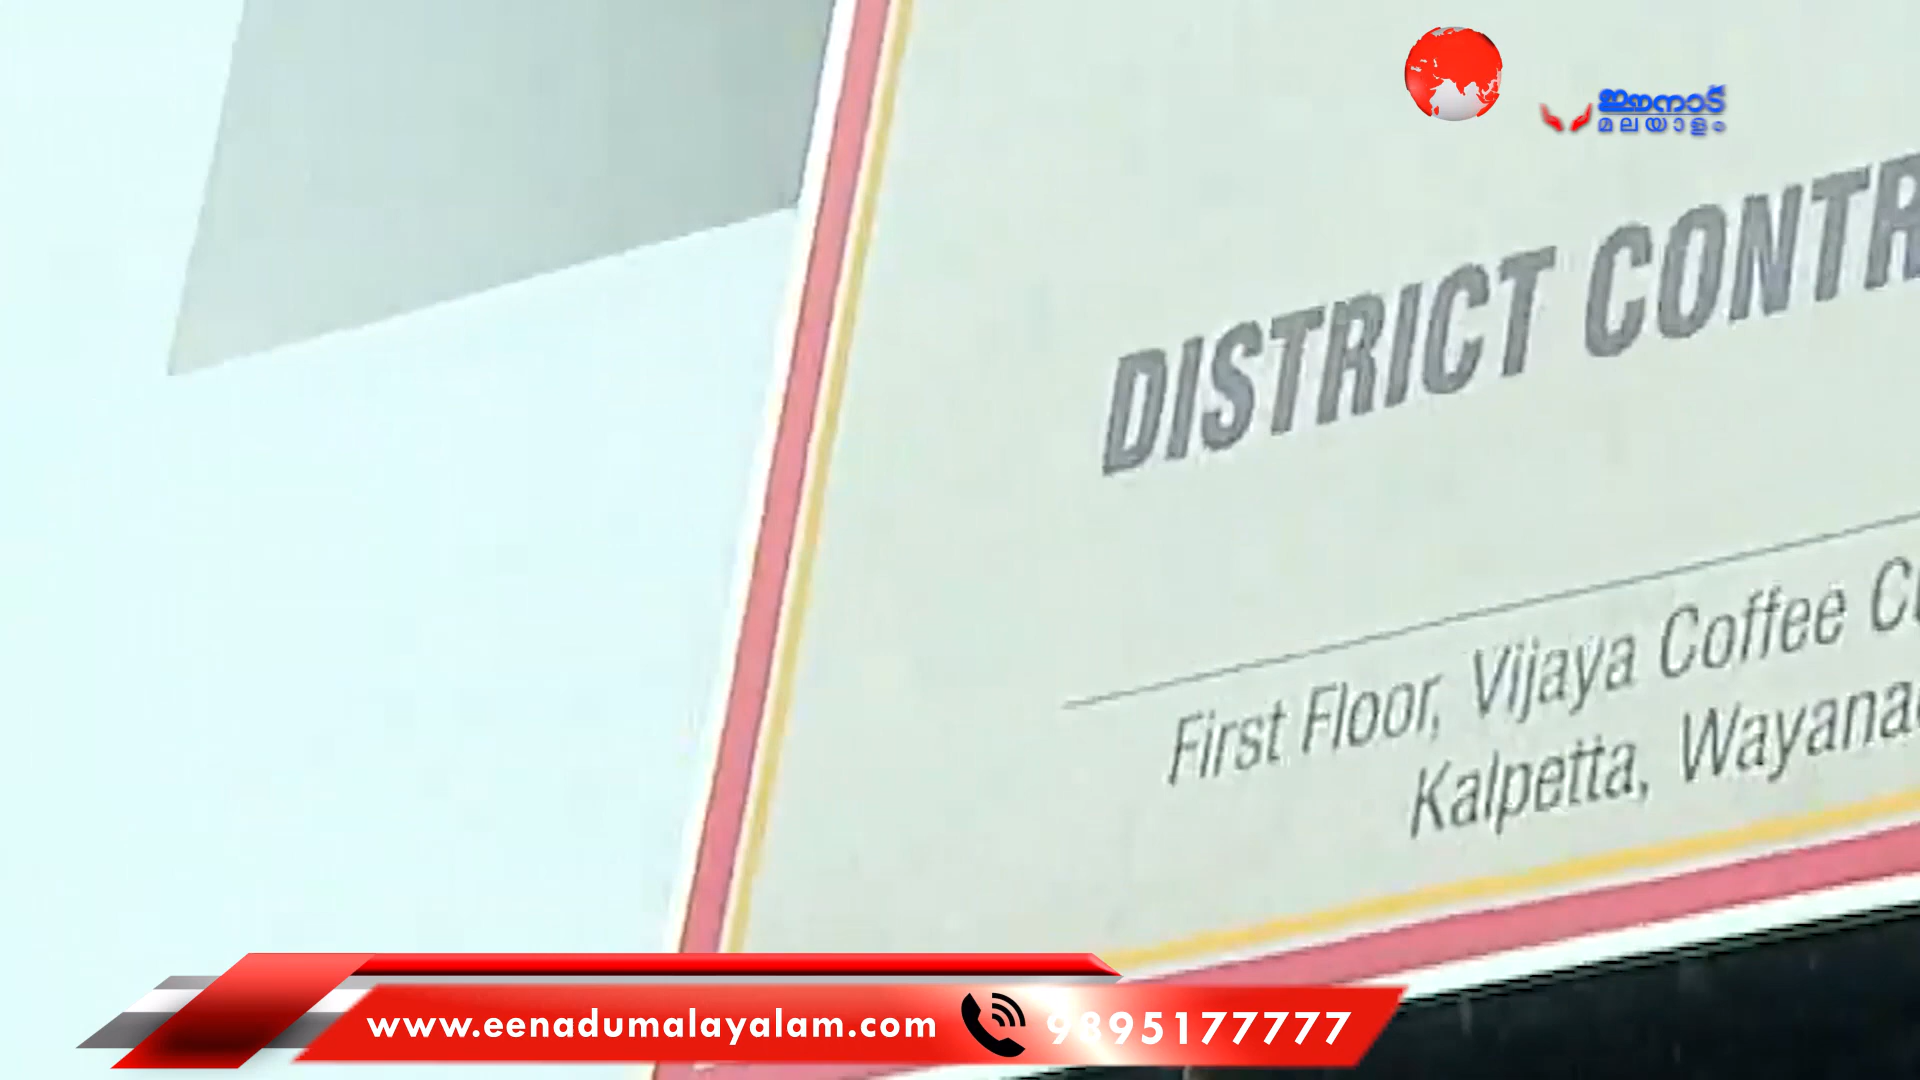 ഈനാട്
മലയാളം
DISTRICT CONTR
First Floor, Vijaya Coffee C
Kalpetta, Wayana
www.eenadumalayalam.com 9895177777